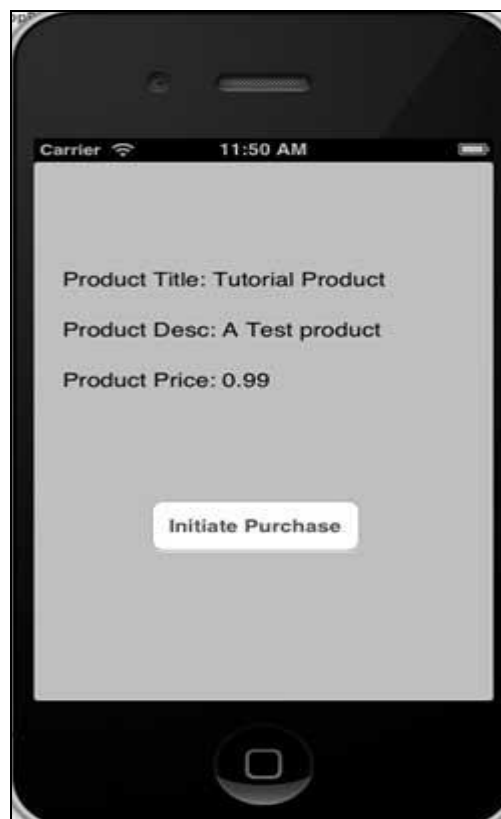 Carrier 11:50 AM
Product Title: Tutorial Product
Product Desc: A Test product
Product Price: 0.99
Initiate Purchase